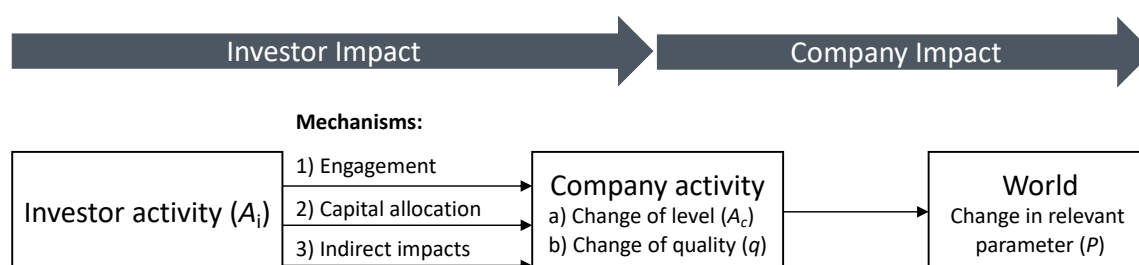 Investor Impact
Company Impact
Mechanisms:
1) Engagement
2) Capital allocation
3) Indirect impacts
Investor activity (Ai)
Company activity
a) Change of level (Ac)
b) Change of quality (q)
World
Change in relevant
parameter (P)